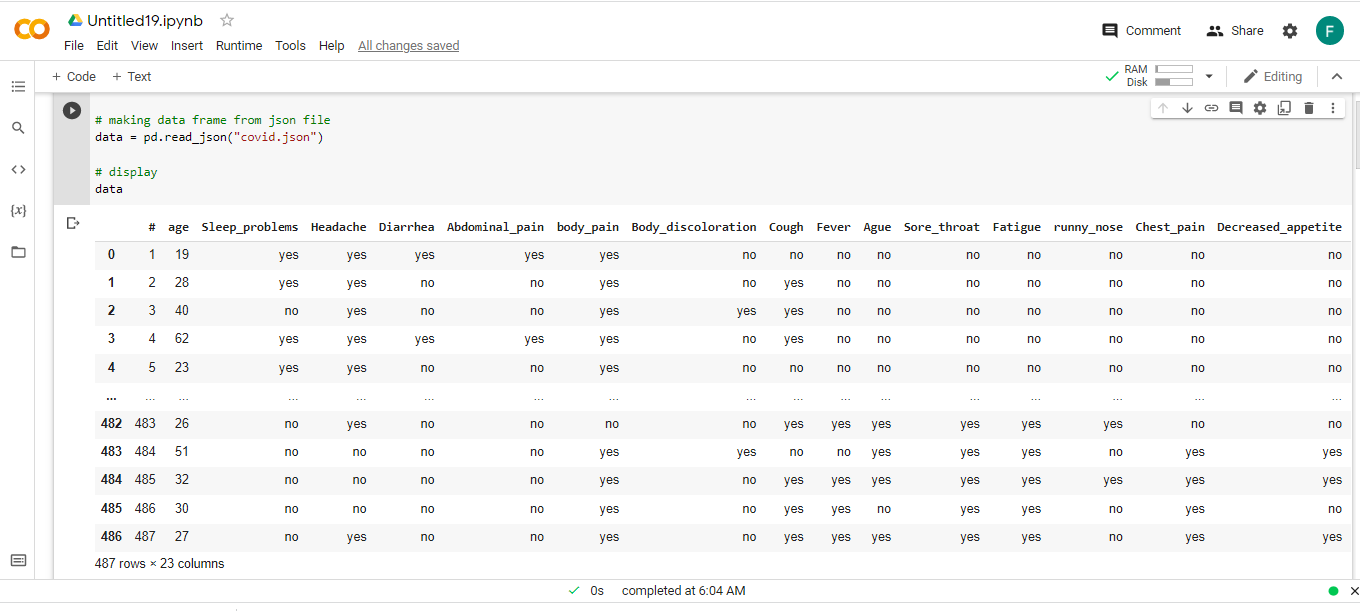 Untitled19.ipynb
File Edit View Insert Runtime Tools Help All changes saved
Comment Share F
+ Code + Text
RAM
Disk
Editing
# making data frame from json file
data = pd.read_json("covid.json")
# display
data
# age Sleep_problems Headache Diarrhea Abdominal_pain body_pain Body_discoloration Cough Fever Ague Sore_throat Fatigue runny_nose Chest_pain Decreased_appetite
0 1 19 yes yes yes yes yes no no no no no no no no no
1 2 28 yes yes no no yes no yes no no no no no no no
2 3 40 no yes no no yes yes yes no no no no no no no
3 4 62 yes yes yes yes yes no yes no no no no no no no
4 5 23 yes yes no no yes no no no no no no no no no
... ... ... ... ... ... ... ... ... ... ... ... ... ... ... ... ...
482 483 26 no yes no no no no yes yes yes yes yes yes no no
483 484 51 no no no no yes yes no no yes yes yes no yes yes
484 485 32 no no no no yes no yes yes yes yes yes yes yes yes
485 486 30 no no no no yes no yes yes no yes yes no yes no
486 487 27 no yes no no yes no yes yes yes yes yes no yes yes
487 rows × 23 columns
0s completed at 6:04 AM